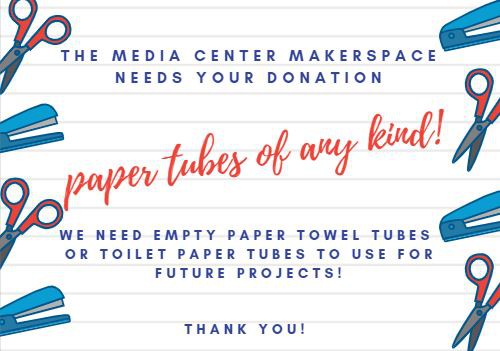 THE MEDIA CENTER MAKERSPACE
NEEDS YOUR DONATION
paper tubes of any kind!
WE NEED EMPTY PAPER TOWEL TUBES
OR TOILET PAPER TUBES TO USE FOR
FUTURE PROJECTS!
THANK YOU!